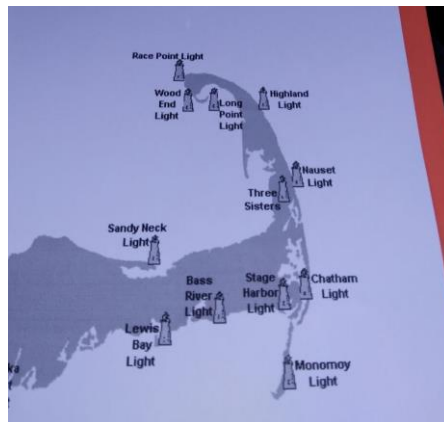 Race Point Light
Wood
End
Light
Long
Point
Light
Highland
Light
Nauset
Light
Three
Sisters
Sandy Neck
Light
Bass
River
Light
Stage
Harbor
Light
Chatham
Light
Lewis
Bay
Light
Monomoy
Light
ka